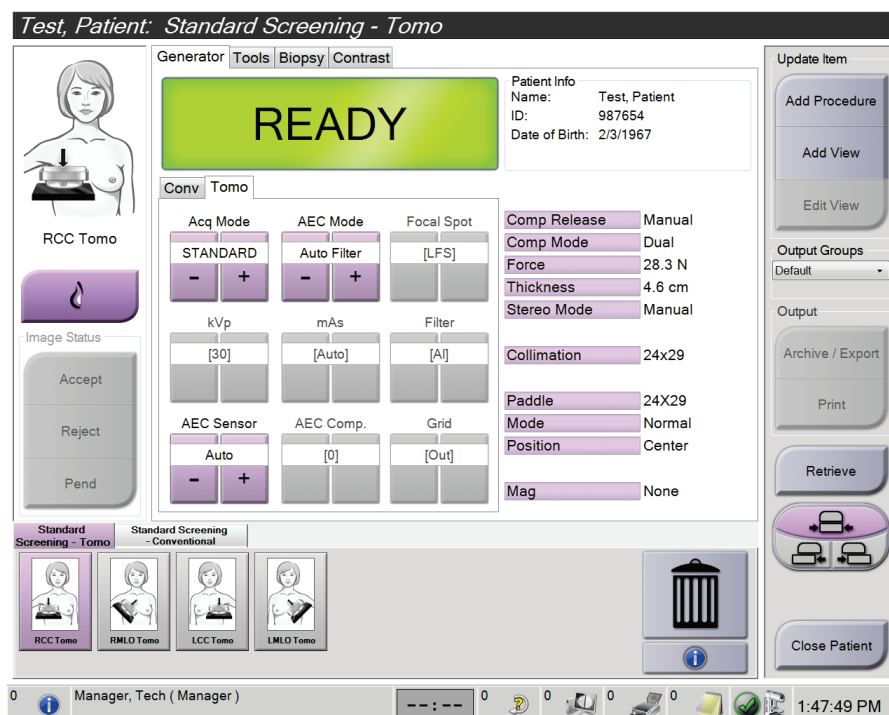 Test, Patient: Standard Screening - Tomo
Generator Tools Biopsy Contrast
READY
Patient Info
Name: Test, Patient
ID: 987654
Date of Birth: 2/3/1967
RCC Tomo
Image Status
Accept
Reject
Pend
Conv Tomo
Acq Mode AEC Mode Focal Spot
STANDARD Auto Filter [LFS]
- + - +
kVp mAs Filter
[30] [Auto] [Al]
AEC Sensor AEC Comp. Grid
Auto [0] [Out]
- +
Comp Release Manual
Comp Mode Dual
Force 28.3 N
Thickness 4.6 cm
Stereo Mode Manual
Collimation 24x29
Paddle 24X29
Mode Normal
Position Center
Mag None
Update Item
Add Procedure
Add View
Edit View
Output Groups
Default
Output
Archive / Export
Print
Retrieve
Close Patient
Standard
Screening - Tomo
Standard Screening
- Conventional
RCC Tomo RMLO Tomo LCC Tomo LMLO Tomo
0 Manager, Tech ( Manager ) --:-- 0 0 0 0 1:47:49 PM